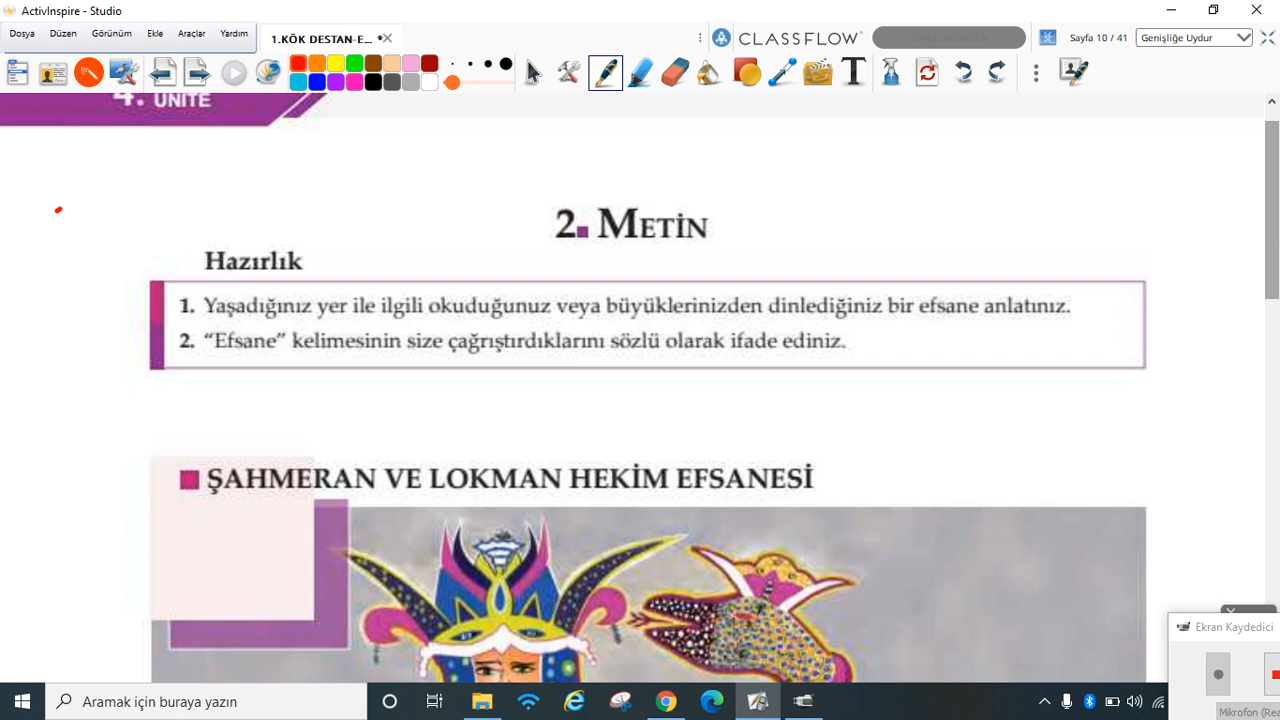 ActivInspire - Studio
Dosya Düzen Görünüm Ekle Araçlar Yardım
1.KÖK DESTAN-E... *
CLASSFLOW
Sayfa 10 / 41
Genişliğe Uydur
4. ÜNİTE
2. METİN
Hazırlık
1. Yaşadığınız yer ile ilgili okuduğunuz veya büyüklerinizden dinlediğiniz bir efsane anlatınız.
2. “Efsane” kelimesinin size çağrıştırdıklarını sözlü olarak ifade ediniz.
ŞAHMERAN VE LOKMAN HEKİM EFSANESİ
Ekran Kaydedici
Mikrofon (Rea
Aramak için buraya yazın